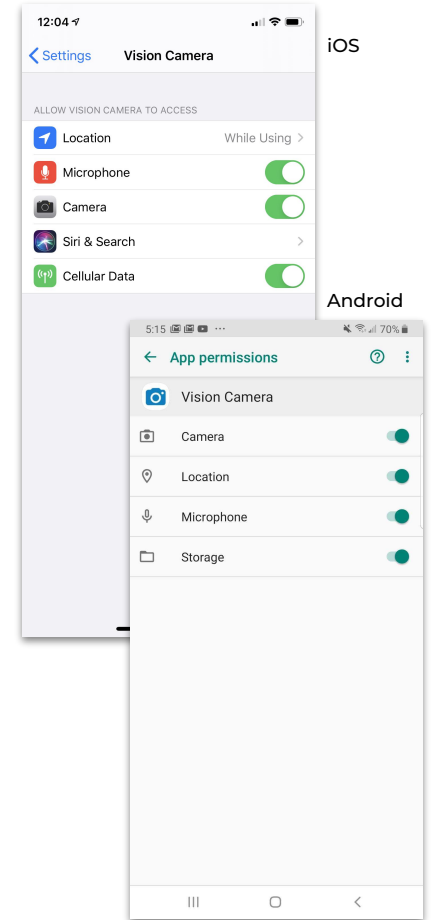 12:04
iOS
Settings Vision Camera
ALLOW VISION CAMERA TO ACCESS
Location While Using
Microphone
Camera
Siri & Search
Cellular Data
Android
5:15 ... 70%
App permissions
Vision Camera
Camera
Location
Microphone
Storage